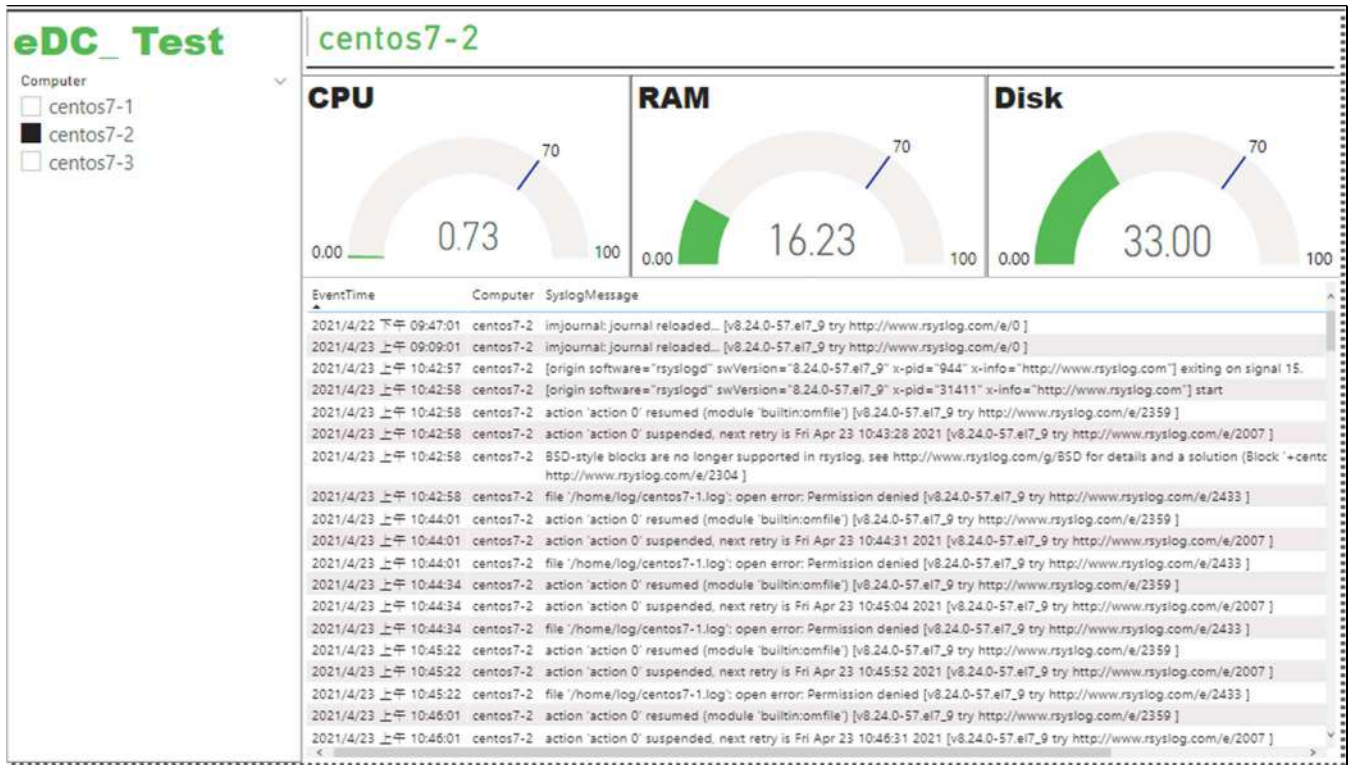 eDC_ Test
Computer
centos7-1
centos7-2
centos7-3
centos7-2
CPU
70
0.73
0.00
100
RAM
70
16.23
0.00
100
Disk
70
33.00
0.00
100
EventTime Computer SyslogMessage
2021/4/22 下午 09:47:01 centos7-2 imjournal: journal reloaded... [v8.24.0-57.el7_9 try http://www.rsyslog.com/e/0 ]
2021/4/23 上午 09:09:01 centos7-2 imjournal: journal reloaded... [v8.24.0-57.el7_9 try http://www.rsyslog.com/e/0 ]
2021/4/23 上午 10:42:57 centos7-2 [origin software="rsyslogd" swVersion="8.24.0-57.el7_9" x-pid="944" x-info="http://www.rsyslog.com"] exiting on signal 15.
2021/4/23 上午 10:42:58 centos7-2 [origin software="rsyslogd" swVersion="8.24.0-57.el7_9" x-pid="31411" x-info="http://www.rsyslog.com"] start
2021/4/23 上午 10:42:58 centos7-2 action 'action 0' resumed (module 'builtin:omfile') [v8.24.0-57.el7_9 try http://www.rsyslog.com/e/2359 ]
2021/4/23 上午 10:42:58 centos7-2 action 'action 0' suspended, next retry is Fri Apr 23 10:43:28 2021 [v8.24.0-57.el7_9 try http://www.rsyslog.com/e/2007 ]
2021/4/23 上午 10:42:58 centos7-2 BSD-style blocks are no longer supported in rsyslog, see http://www.rsyslog.com/g/BSD for details and a solution (Block '+cento
http://www.rsyslog.com/e/2304 ]
2021/4/23 上午 10:42:58 centos7-2 file '/home/log/centos7-1.log': open error: Permission denied [v8.24.0-57.el7_9 try http://www.rsyslog.com/e/2433 ]
2021/4/23 上午 10:44:01 centos7-2 action 'action 0' resumed (module 'builtin:omfile') [v8.24.0-57.el7_9 try http://www.rsyslog.com/e/2359 ]
2021/4/23 上午 10:44:01 centos7-2 action 'action 0' suspended, next retry is Fri Apr 23 10:44:31 2021 [v8.24.0-57.el7_9 try http://www.rsyslog.com/e/2007 ]
2021/4/23 上午 10:44:01 centos7-2 file '/home/log/centos7-1.log': open error: Permission denied [v8.24.0-57.el7_9 try http://www.rsyslog.com/e/2433 ]
2021/4/23 上午 10:44:34 centos7-2 action 'action 0' resumed (module 'builtin:omfile') [v8.24.0-57.el7_9 try http://www.rsyslog.com/e/2359 ]
2021/4/23 上午 10:44:34 centos7-2 action 'action 0' suspended, next retry is Fri Apr 23 10:45:04 2021 [v8.24.0-57.el7_9 try http://www.rsyslog.com/e/2007 ]
2021/4/23 上午 10:44:34 centos7-2 file '/home/log/centos7-1.log': open error: Permission denied [v8.24.0-57.el7_9 try http://www.rsyslog.com/e/2433 ]
2021/4/23 上午 10:45:22 centos7-2 action 'action 0' resumed (module 'builtin:omfile') [v8.24.0-57.el7_9 try http://www.rsyslog.com/e/2359 ]
2021/4/23 上午 10:45:22 centos7-2 action 'action 0' suspended, next retry is Fri Apr 23 10:45:52 2021 [v8.24.0-57.el7_9 try http://www.rsyslog.com/e/2007 ]
2021/4/23 上午 10:45:22 centos7-2 file '/home/log/centos7-1.log': open error: Permission denied [v8.24.0-57.el7_9 try http://www.rsyslog.com/e/2433 ]
2021/4/23 上午 10:46:01 centos7-2 action 'action 0' resumed (module 'builtin:omfile') [v8.24.0-57.el7_9 try http://www.rsyslog.com/e/2359 ]
2021/4/23 上午 10:46:01 centos7-2 action 'action 0' suspended, next retry is Fri Apr 23 10:46:31 2021 [v8.24.0-57.el7_9 try http://www.rsyslog.com/e/2007 ]